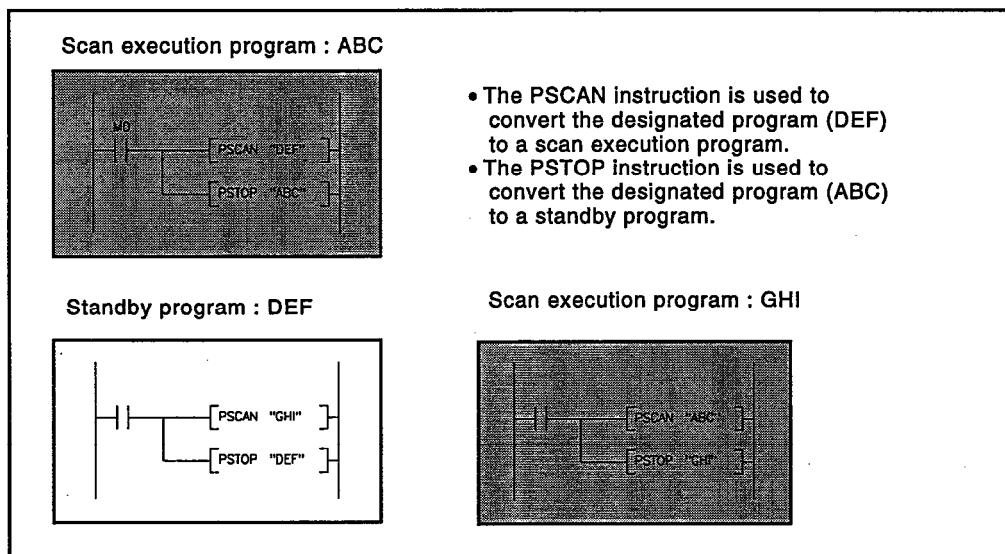 Scan execution program : ABC
M0
PSCAN "DEF"
PSTOP "ABC"
• The PSCAN instruction is used to
convert the designated program (DEF)
to a scan execution program.
• The PSTOP instruction is used to
convert the designated program (ABC)
to a standby program.
Standby program : DEF
PSCAN "GHI"
PSTOP "DEF"
Scan execution program : GHI
PSCAN "ABC"
PSTOP "GHI"